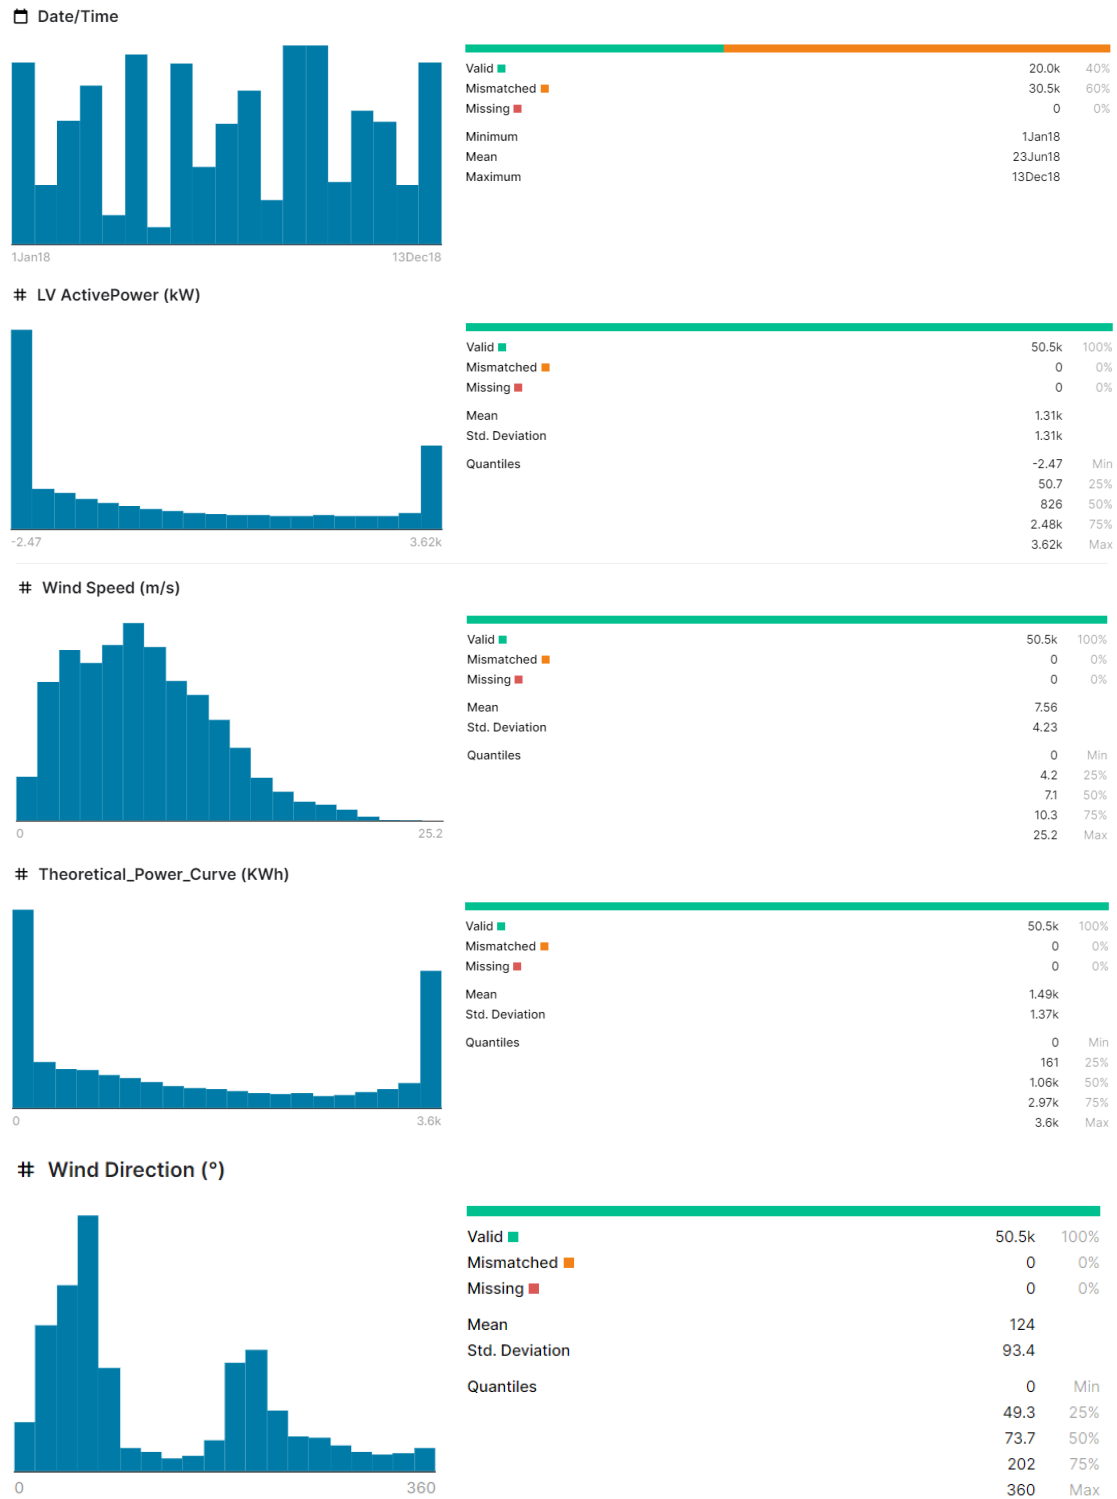 Date/Time
Valid 20.0k 40%
Mismatched 30.5k 60%
Missing 0 0%
Minimum 1Jan18
Mean 23Jun18
Maximum 13Dec18
1Jan18 13Dec18
# LV ActivePower (kW)
Valid 50.5k 100%
Mismatched 0 0%
Missing 0 0%
Mean 1.31k
Std. Deviation 1.31k
Quantiles -2.47 Min
50.7 25%
826 50%
2.48k 75%
3.62k Max
-2.47 3.62k
# Wind Speed (m/s)
Valid 50.5k 100%
Mismatched 0 0%
Missing 0 0%
Mean 7.56
Std. Deviation 4.23
Quantiles 0 Min
4.2 25%
7.1 50%
10.3 75%
25.2 Max
0 25.2
# Theoretical_Power_Curve (KWh)
Valid 50.5k 100%
Mismatched 0 0%
Missing 0 0%
Mean 1.49k
Std. Deviation 1.37k
Quantiles 0 Min
161 25%
1.06k 50%
2.97k 75%
3.6k Max
0 3.6k
# Wind Direction (°)
Valid 50.5k 100%
Mismatched 0 0%
Missing 0 0%
Mean 124
Std. Deviation 93.4
Quantiles 0 Min
49.3 25%
73.7 50%
202 75%
360 Max
0 360